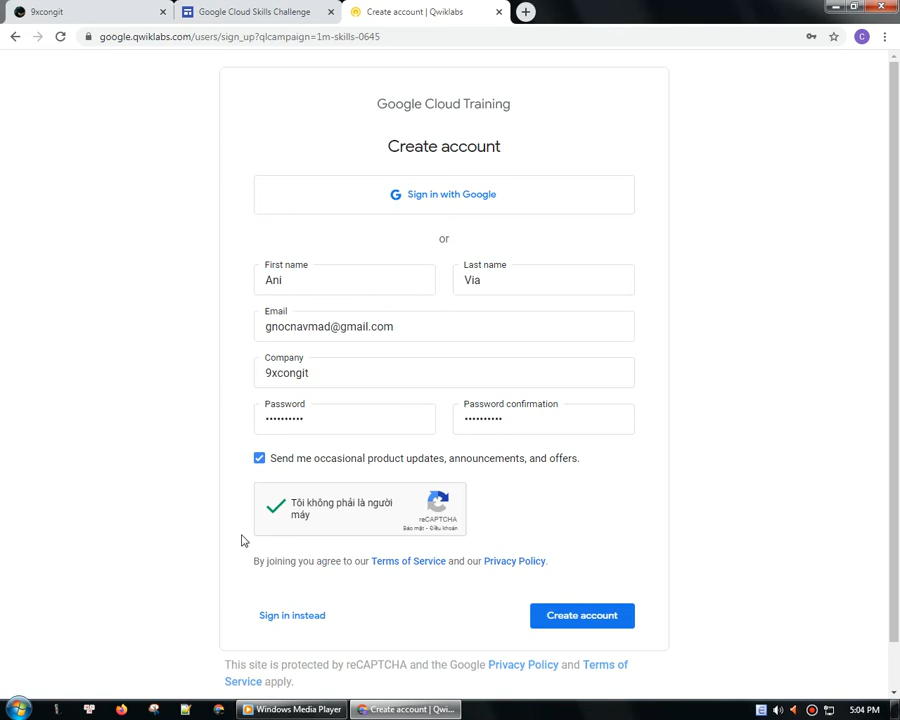 9xcongit
Google Cloud Skills Challenge
Create account | Qwiklabs
google.qwiklabs.com/users/sign_up?qlcampaign=1m-skills-0645
C
Google Cloud Training
Create account
G Sign in with Google
or
First name
Ani
Last name
Via
Email
gnocnavmad@gmail.com
Company
9xcongit
Password
••••••••••
Password confirmation
••••••••••
Send me occasional product updates, announcements, and offers.
Tôi không phải là người
máy
reCAPTCHA
Bảo mật - Điều khoản
By joining you agree to our Terms of Service and our Privacy Policy.
Sign in instead
Create account
This site is protected by reCAPTCHA and the Google Privacy Policy and Terms of
Service apply.
Windows Media Player
Create account | Qwi...
E
5:04 PM